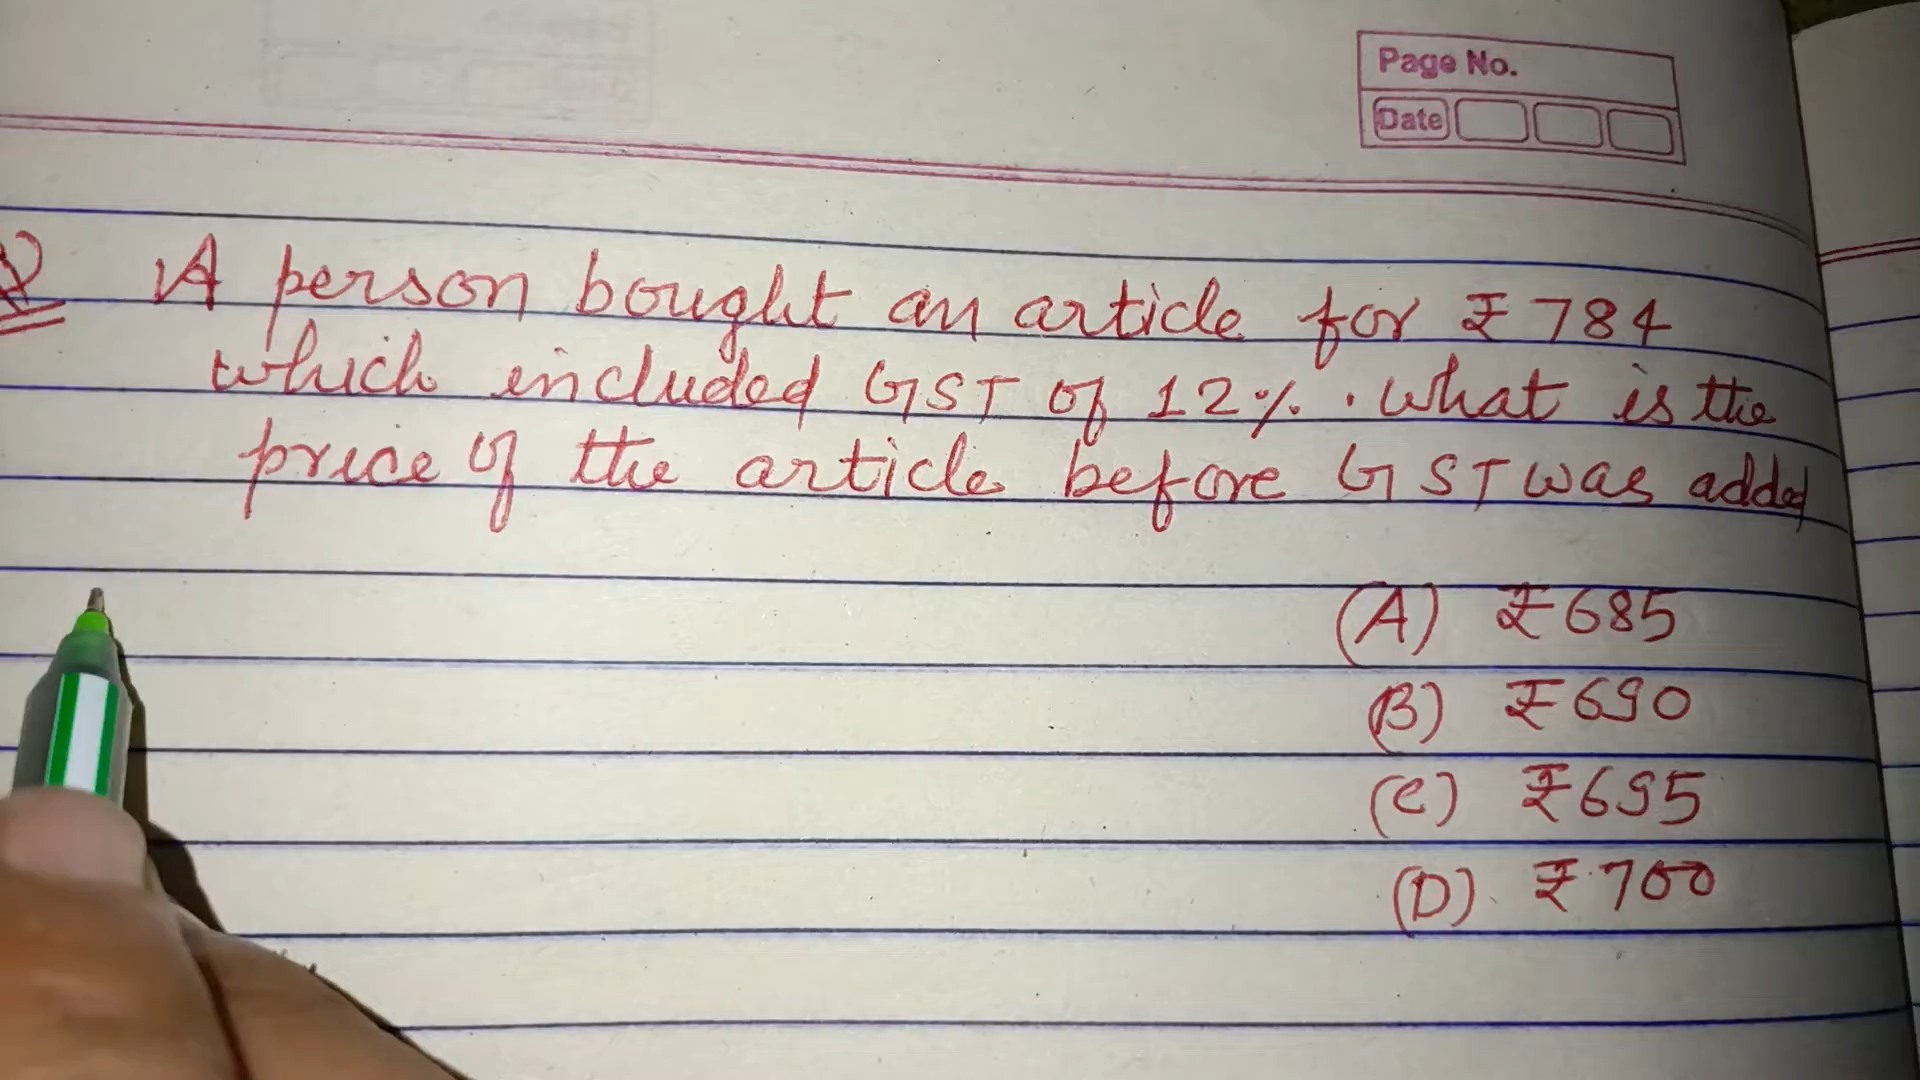 Page No.
Date
Q A person bought an article for ₹ 784
which included GST of 12%. What is the
price of the article before GST was added
(A) ₹ 685
(B) ₹ 690
(C) ₹ 695
(D) ₹ 700